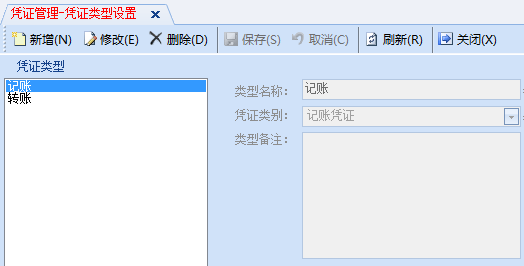 凭证管理-凭证类型设置
新增(N) 修改(E) 删除(D) 保存(S) 取消(C) 刷新(R) 关闭(X)
凭证类型
记账
转账
类型名称： 记账
凭证类别： 记账凭证
类型备注：